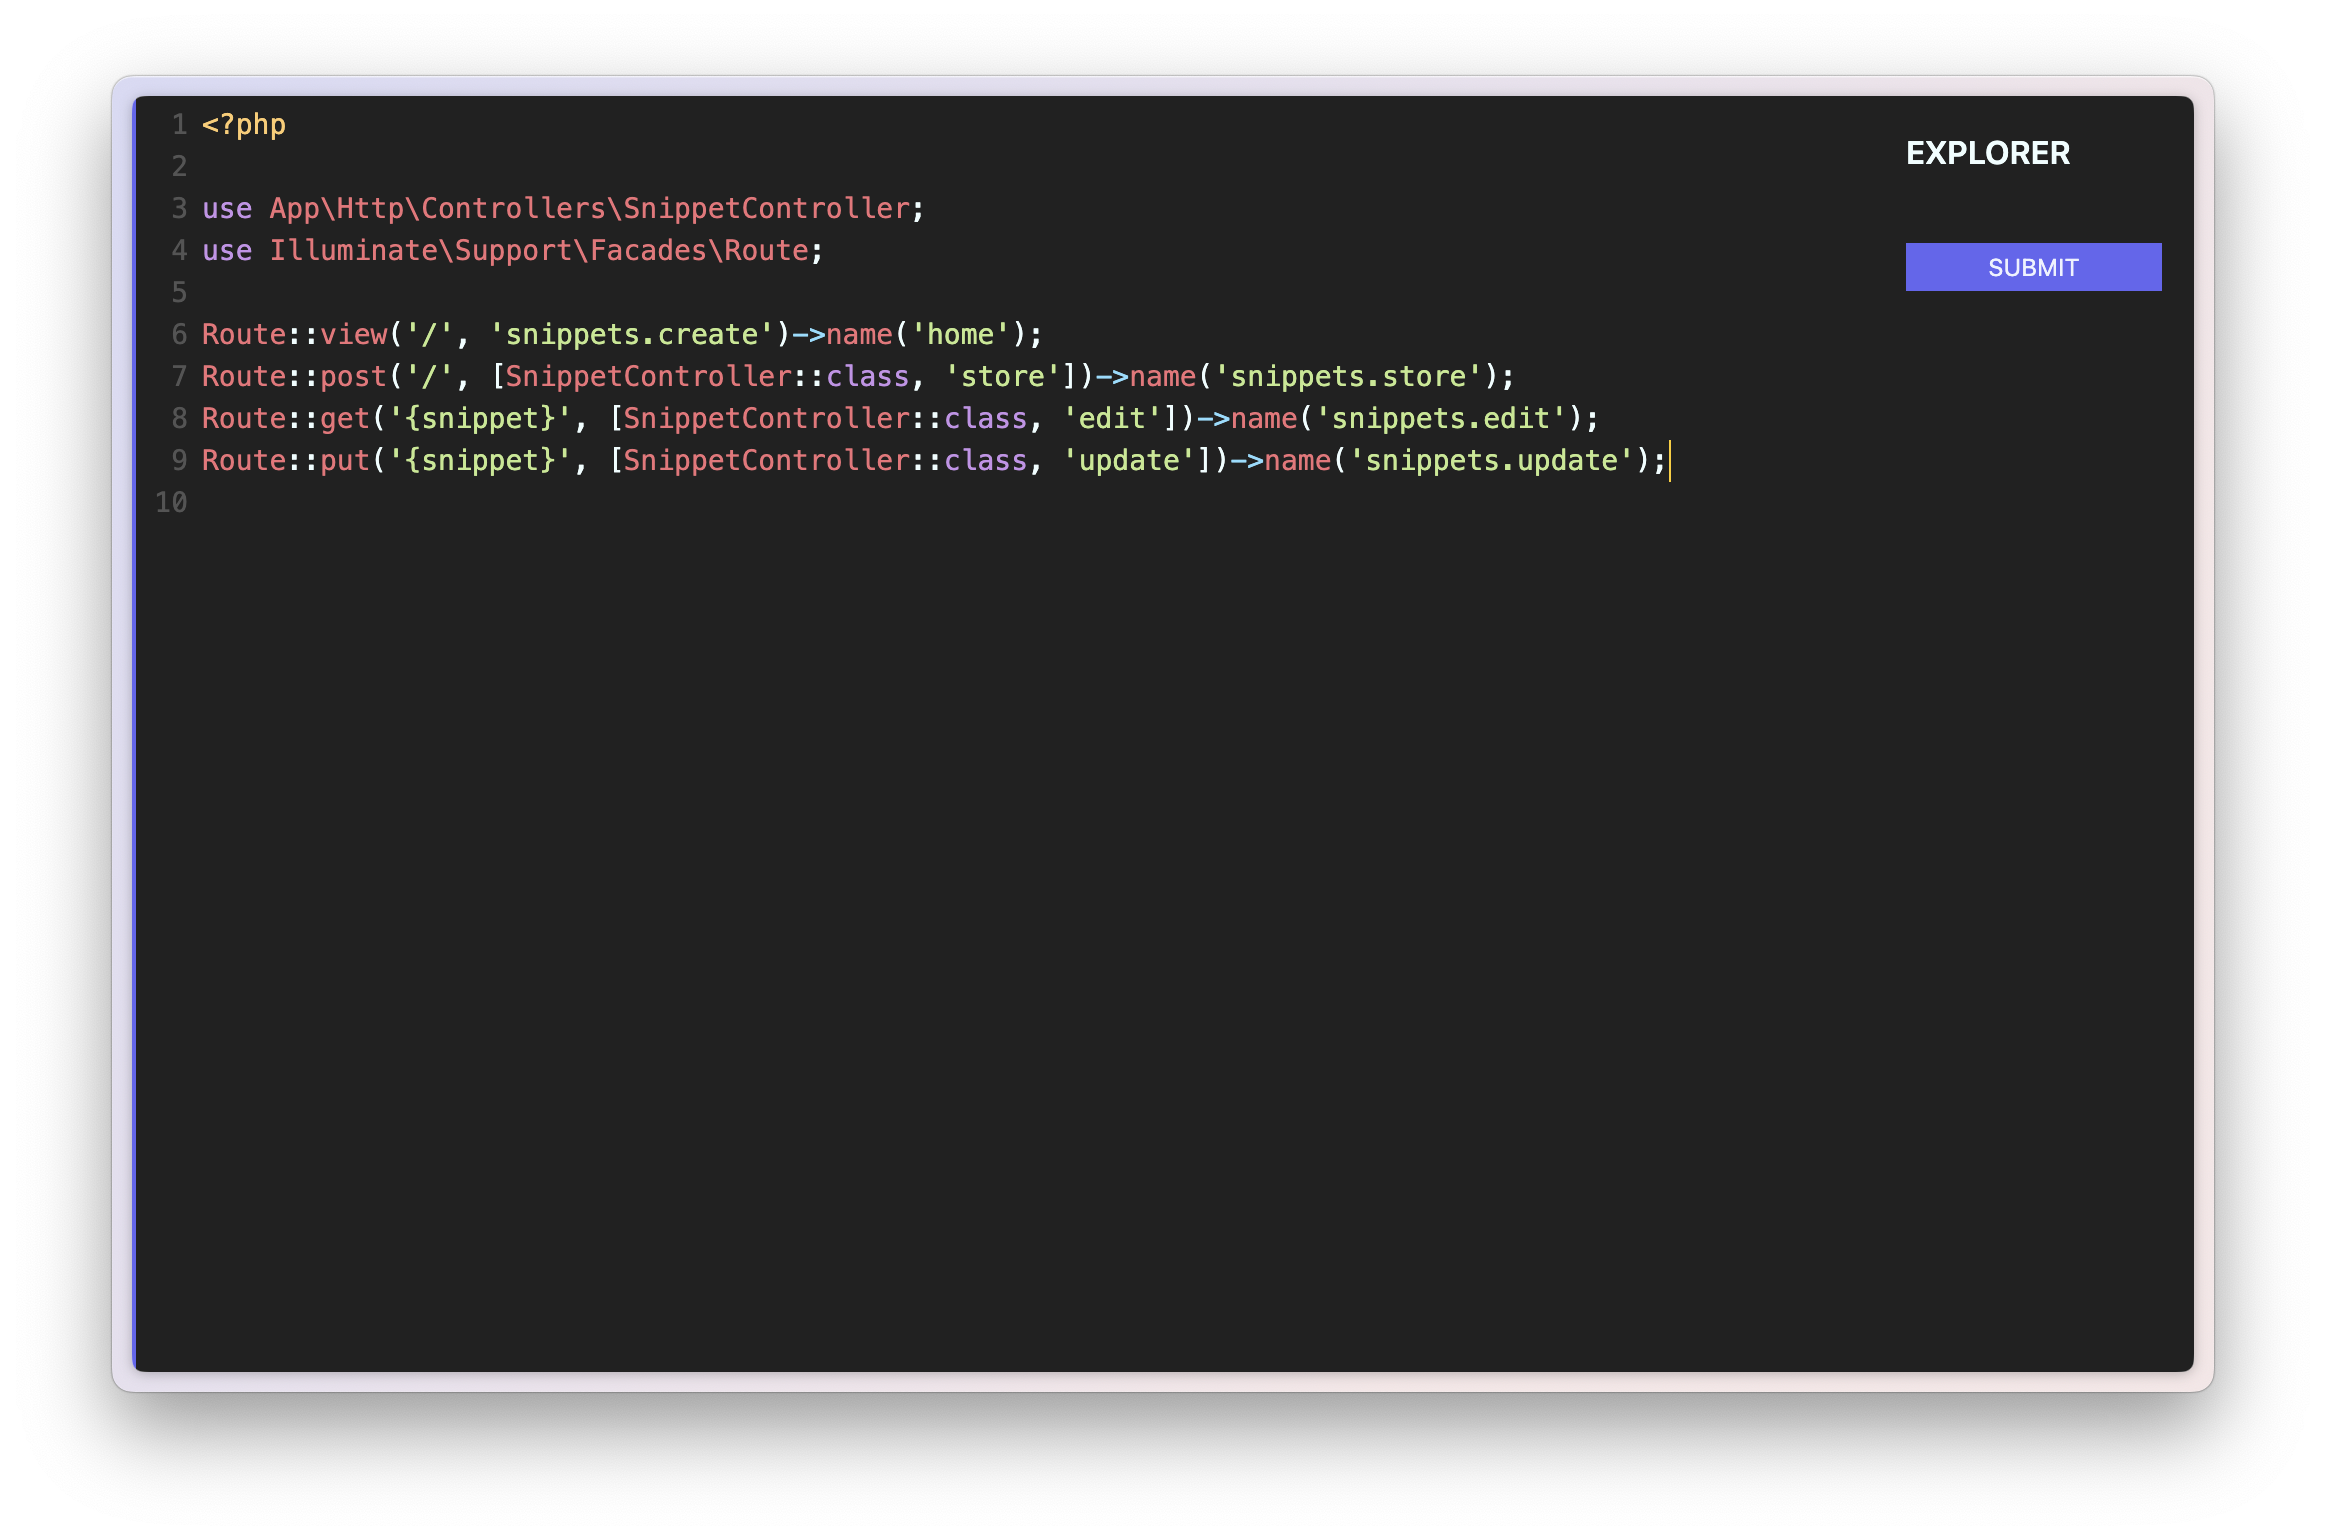 1 <?php
2
3 use App\Http\Controllers\SnippetController;
4 use Illuminate\Support\Facades\Route;
5
6 Route::view('/', 'snippets.create')->name('home');
7 Route::post('/', [SnippetController::class, 'store'])->name('snippets.store');
8 Route::get('{snippet}', [SnippetController::class, 'edit'])->name('snippets.edit');
9 Route::put('{snippet}', [SnippetController::class, 'update'])->name('snippets.update');
10
EXPLORER
SUBMIT